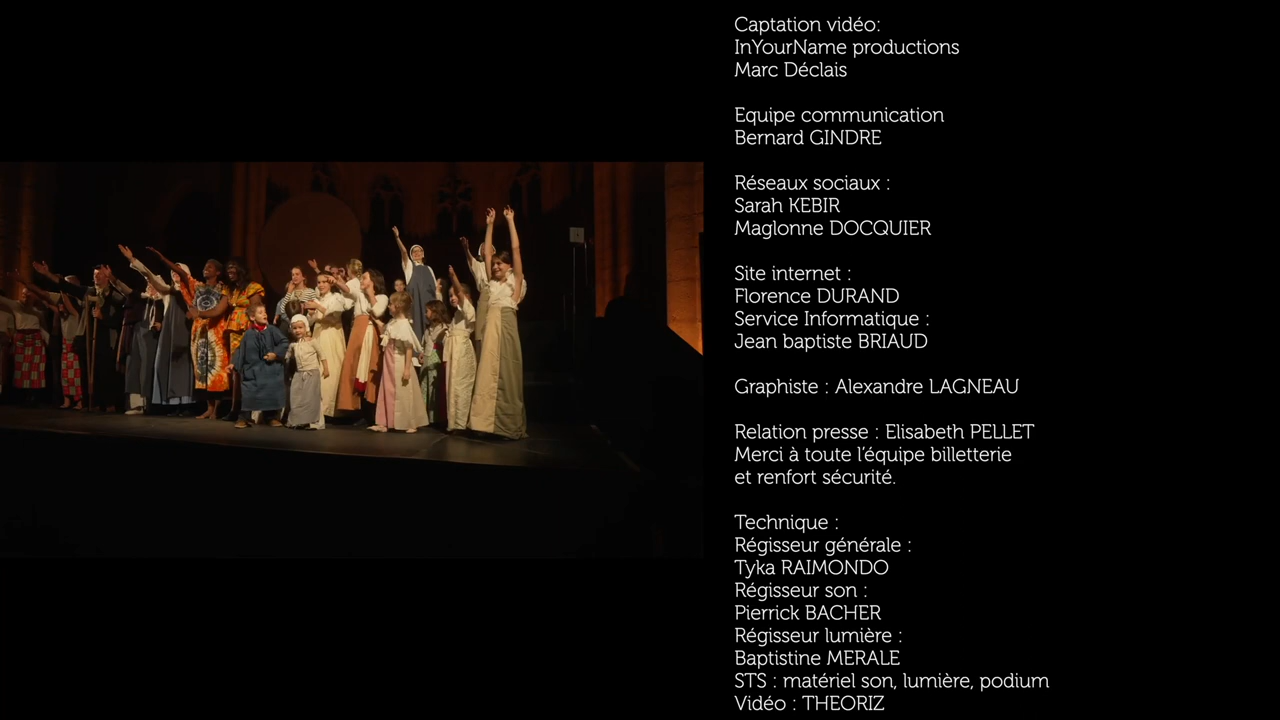 Captation vidéo:
InYourName productions
Marc Déclais
Equipe communication
Bernard GINDRE
Réseaux sociaux :
Sarah KEBIR
Maglonne DOCQUIER
Site internet :
Florence DURAND
Service Informatique :
Jean baptiste BRIAUD
Graphiste : Alexandre LAGNEAU
Relation presse : Elisabeth PELLET
Merci à toute l'équipe billetterie
et renfort sécurité.
Technique :
Régisseur générale :
Tyka RAIMONDO
Régisseur son :
Pierrick BACHER
Régisseur lumière :
Baptistine MERALE
STS : matériel son, lumière, podium
Vidéo : THEORIZ